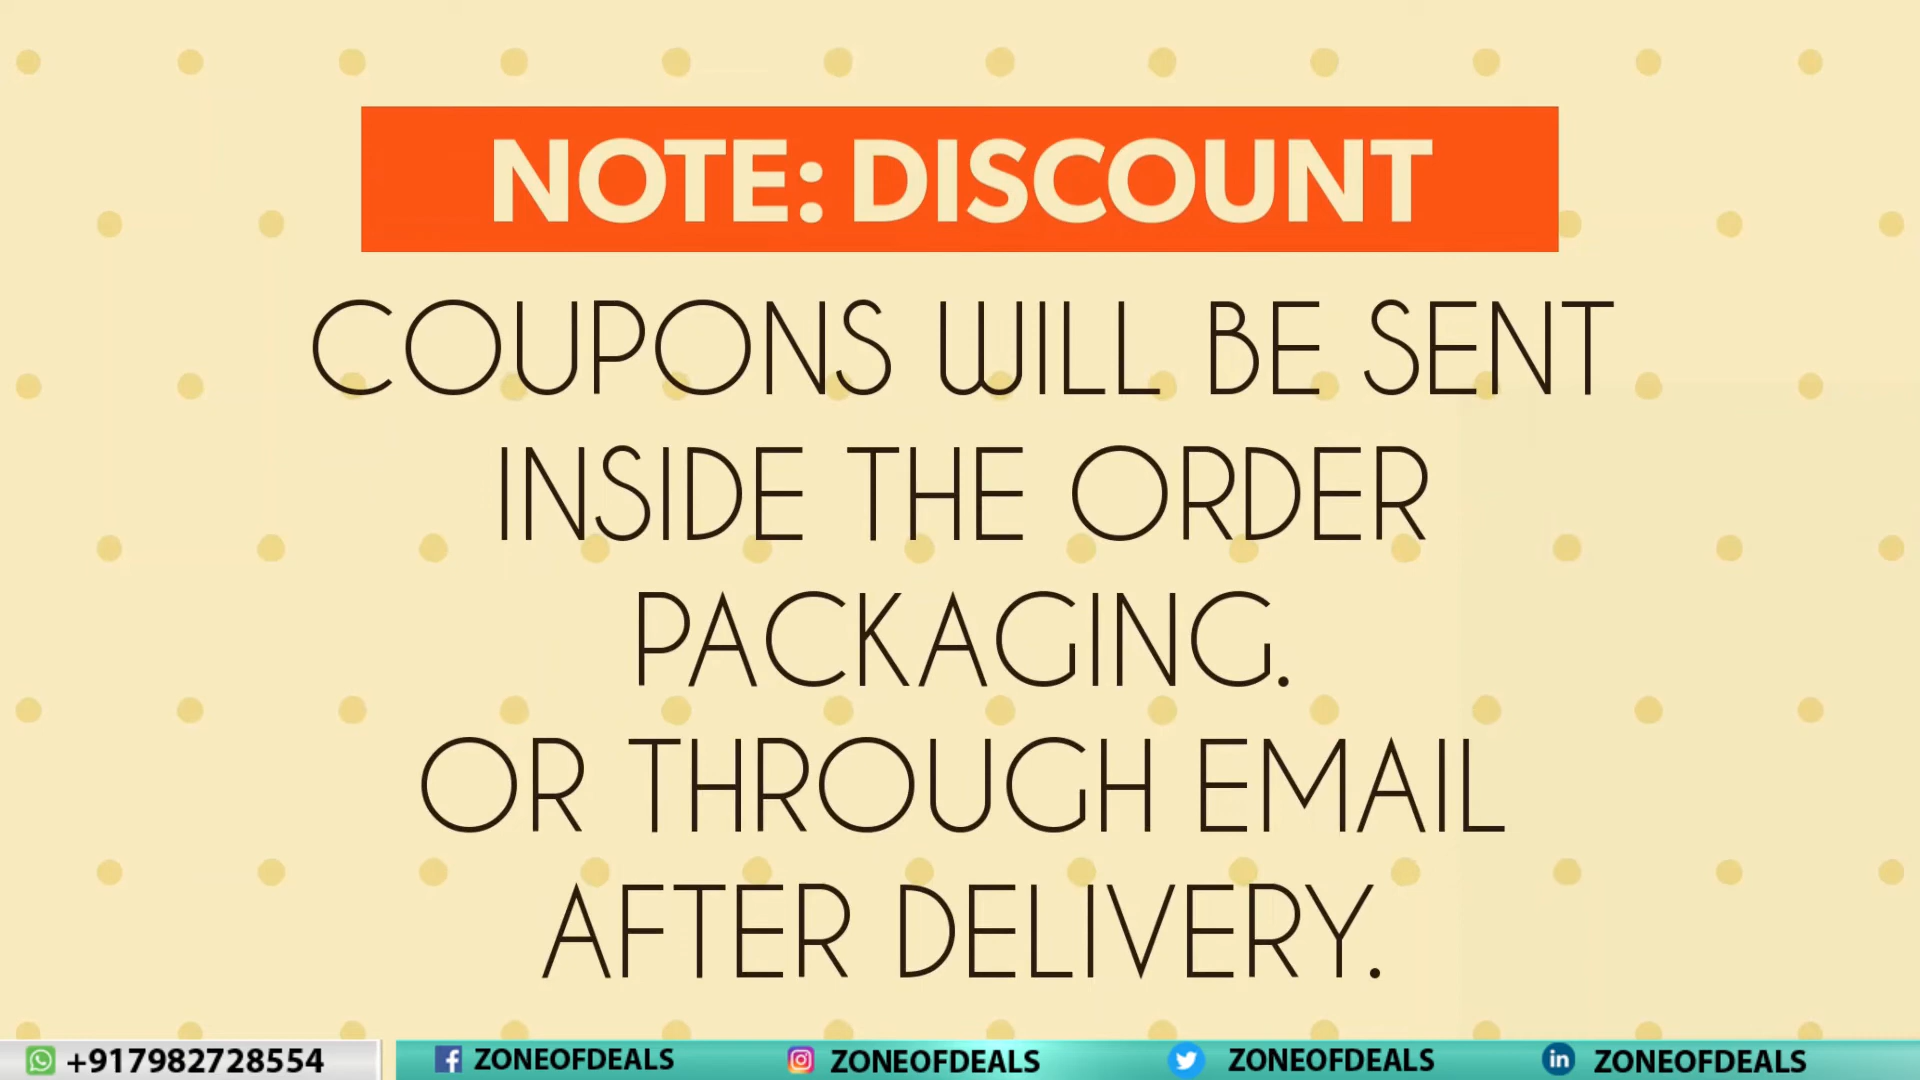 NOTE: DISCOUNT
COUPONS WILL BE SENT
INSIDE THE ORDER
PACKAGING.
OR THROUGH EMAIL
AFTER DELIVERY.
+917982728554 ZONEOFDEALS ZONEOFDEALS ZONEOFDEALS ZONEOFDEALS